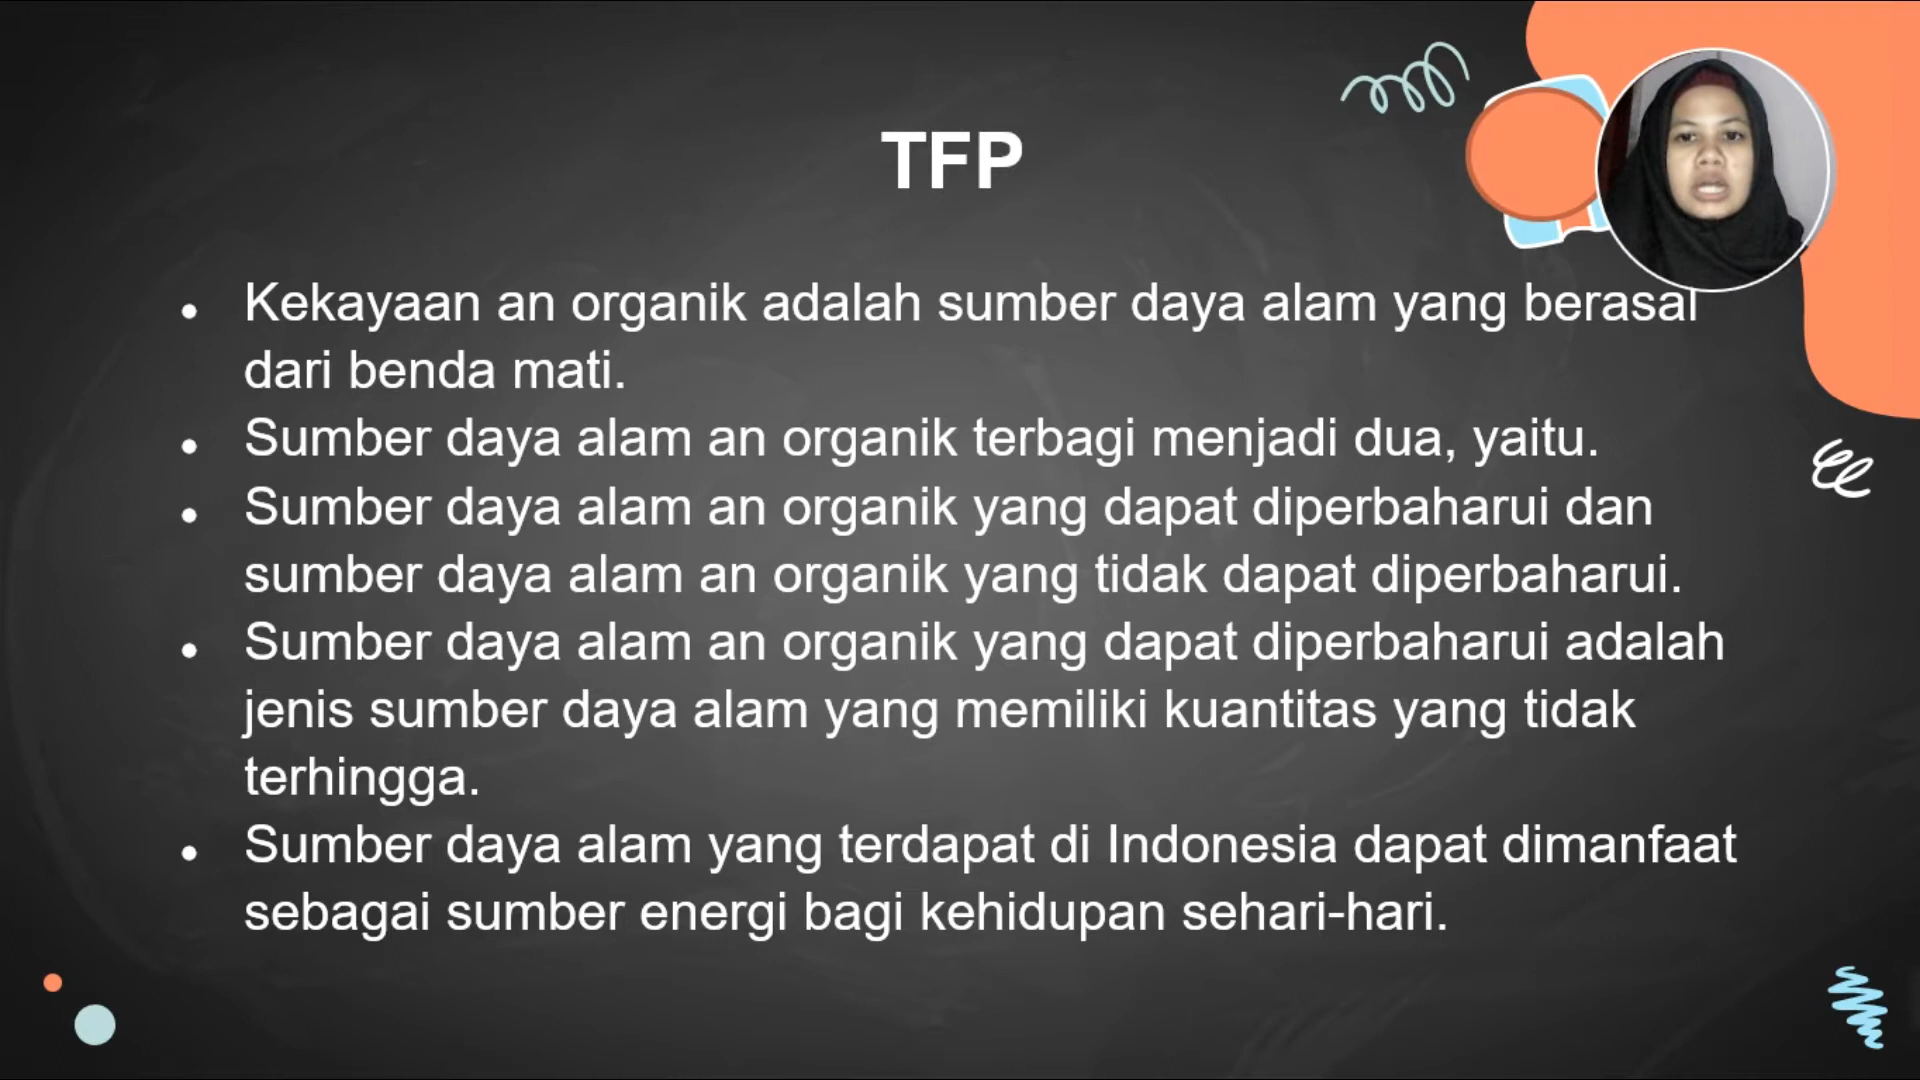 TFP
• Kekayaan an organik adalah sumber daya alam yang berasal
dari benda mati.
• Sumber daya alam an organik terbagi menjadi dua, yaitu.
• Sumber daya alam an organik yang dapat diperbaharui dan
sumber daya alam an organik yang tidak dapat diperbaharui.
• Sumber daya alam an organik yang dapat diperbaharui adalah
jenis sumber daya alam yang memiliki kuantitas yang tidak
terhingga.
• Sumber daya alam yang terdapat di Indonesia dapat dimanfaat
sebagai sumber energi bagi kehidupan sehari-hari.